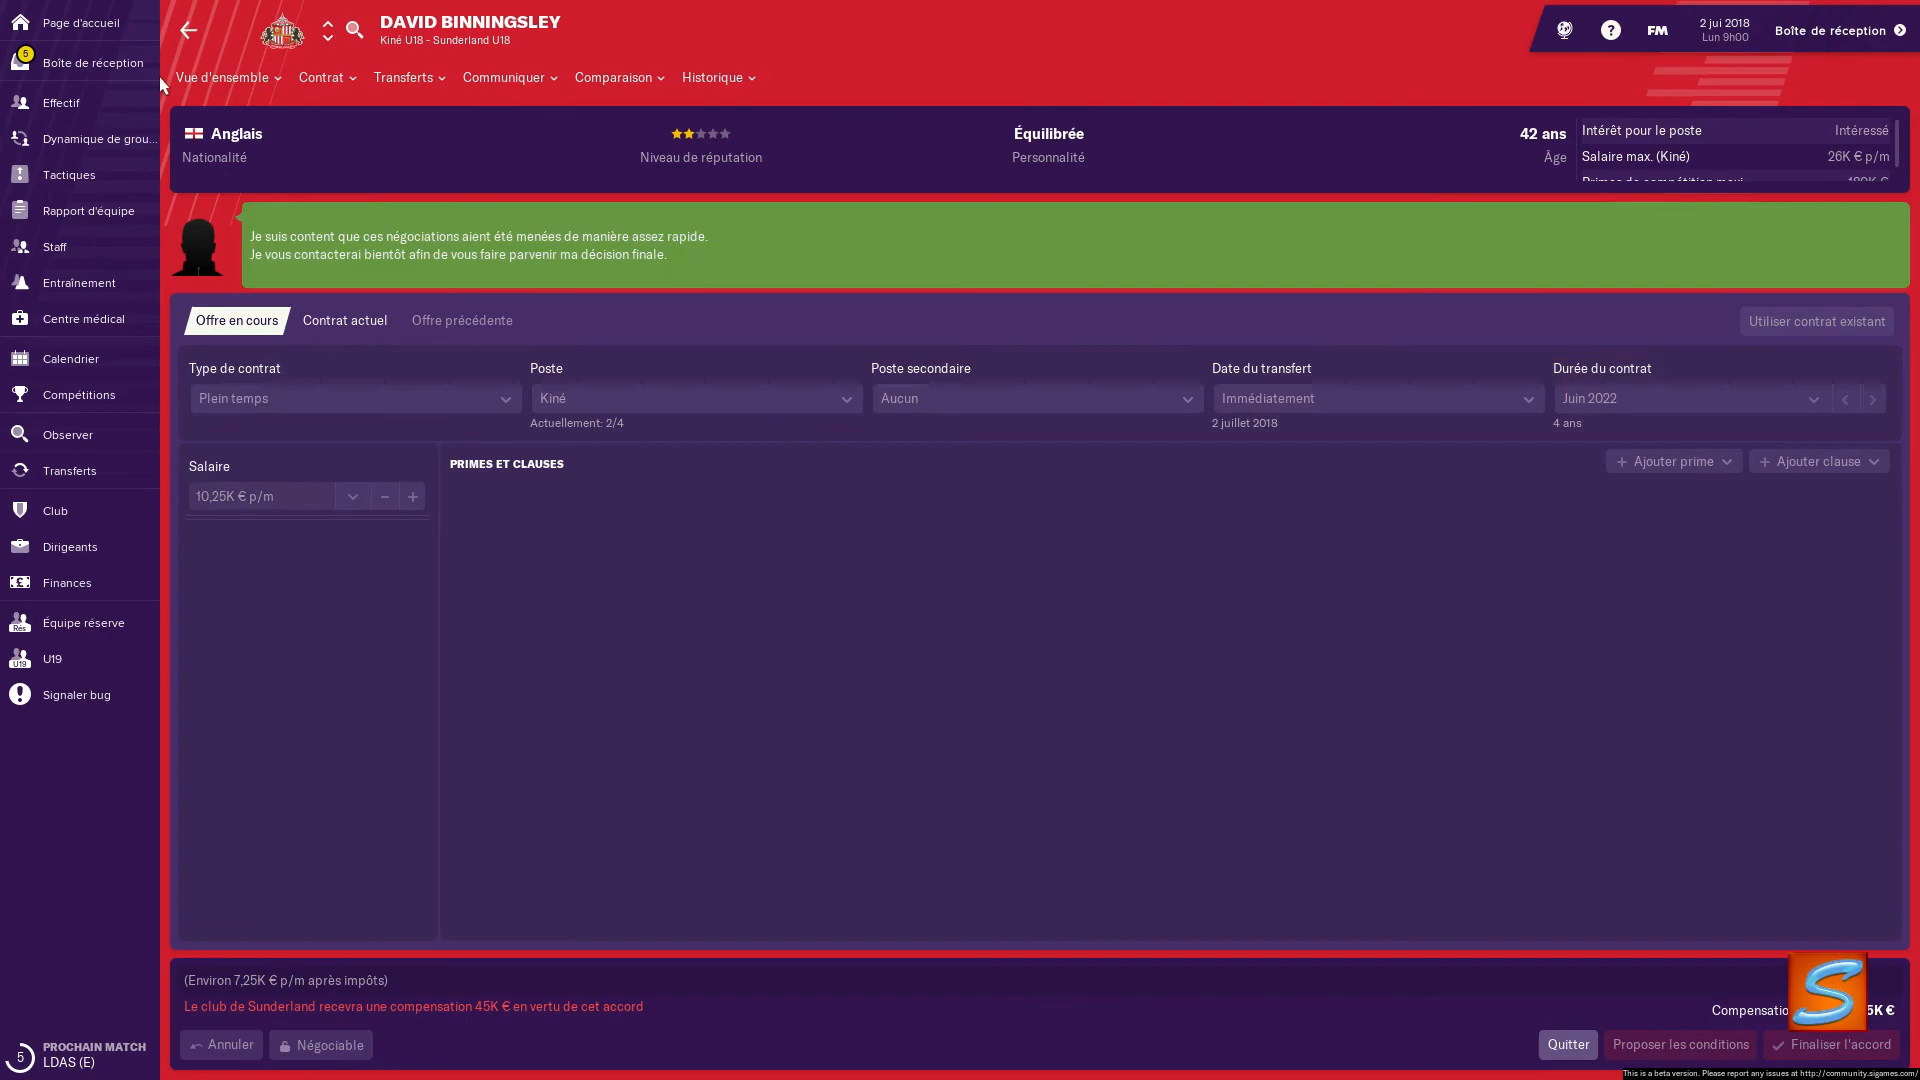 Page d'accueil
5
Boîte de réception
Effectif
Dynamique de grou...
Tactiques
Rapport d'équipe
Staff
Entraînement
Centre médical
Calendrier
Compétitions
Observer
Transferts
Club
Dirigeants
Finances
Rés
Équipe réserve
U19
U19
Signaler bug
5
PROCHAIN MATCH
LDAS (E)
DAVID BINNINGSLEY
Kiné U18 - Sunderland U18
FM
2 jui 2018
Lun 9h00
Boîte de réception
Vue d'ensemble
Contrat
Transferts
Communiquer
Comparaison
Historique
Anglais
Nationalité
Niveau de réputation
Équilibrée
Personnalité
42 ans
Âge
Intérêt pour le poste
Intéressé
Salaire max. (Kiné)
26K € p/m
Je suis content que ces négociations aient été menées de manière assez rapide.
Je vous contacterai bientôt afin de vous faire parvenir ma décision finale.
Offre en cours
Contrat actuel
Offre précédente
Utiliser contrat existant
Type de contrat
Plein temps
Poste
Kiné
Actuellement: 2/4
Poste secondaire
Aucun
Date du transfert
Immédiatement
2 juillet 2018
Durée du contrat
Juin 2022
4 ans
Salaire
10,25K € p/m
PRIMES ET CLAUSES
Ajouter prime
Ajouter clause
(Environ 7,25K € p/m après impôts)
Le club de Sunderland recevra une compensation 45K € en vertu de cet accord
5K €
S
Annuler
Négociable
Quitter
Proposer les conditions
Finaliser l'accord
This is a beta version. Please report any issues at http://community.sigames.com/